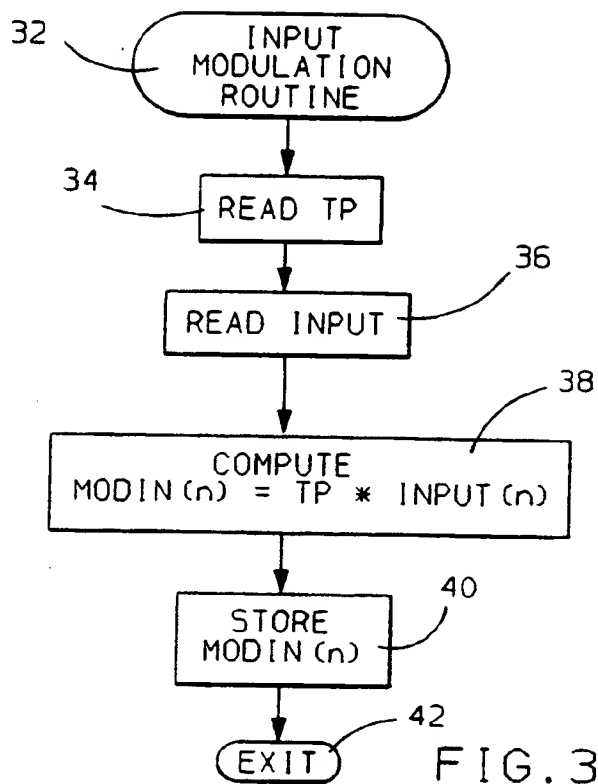 32
INPUT
MODULATION
ROUTINE
34
READ TP
36
READ INPUT
38
COMPUTE
MODIN(n) = TP * INPUT(n)
40
STORE
MODIN(n)
42
EXIT
FIG.3